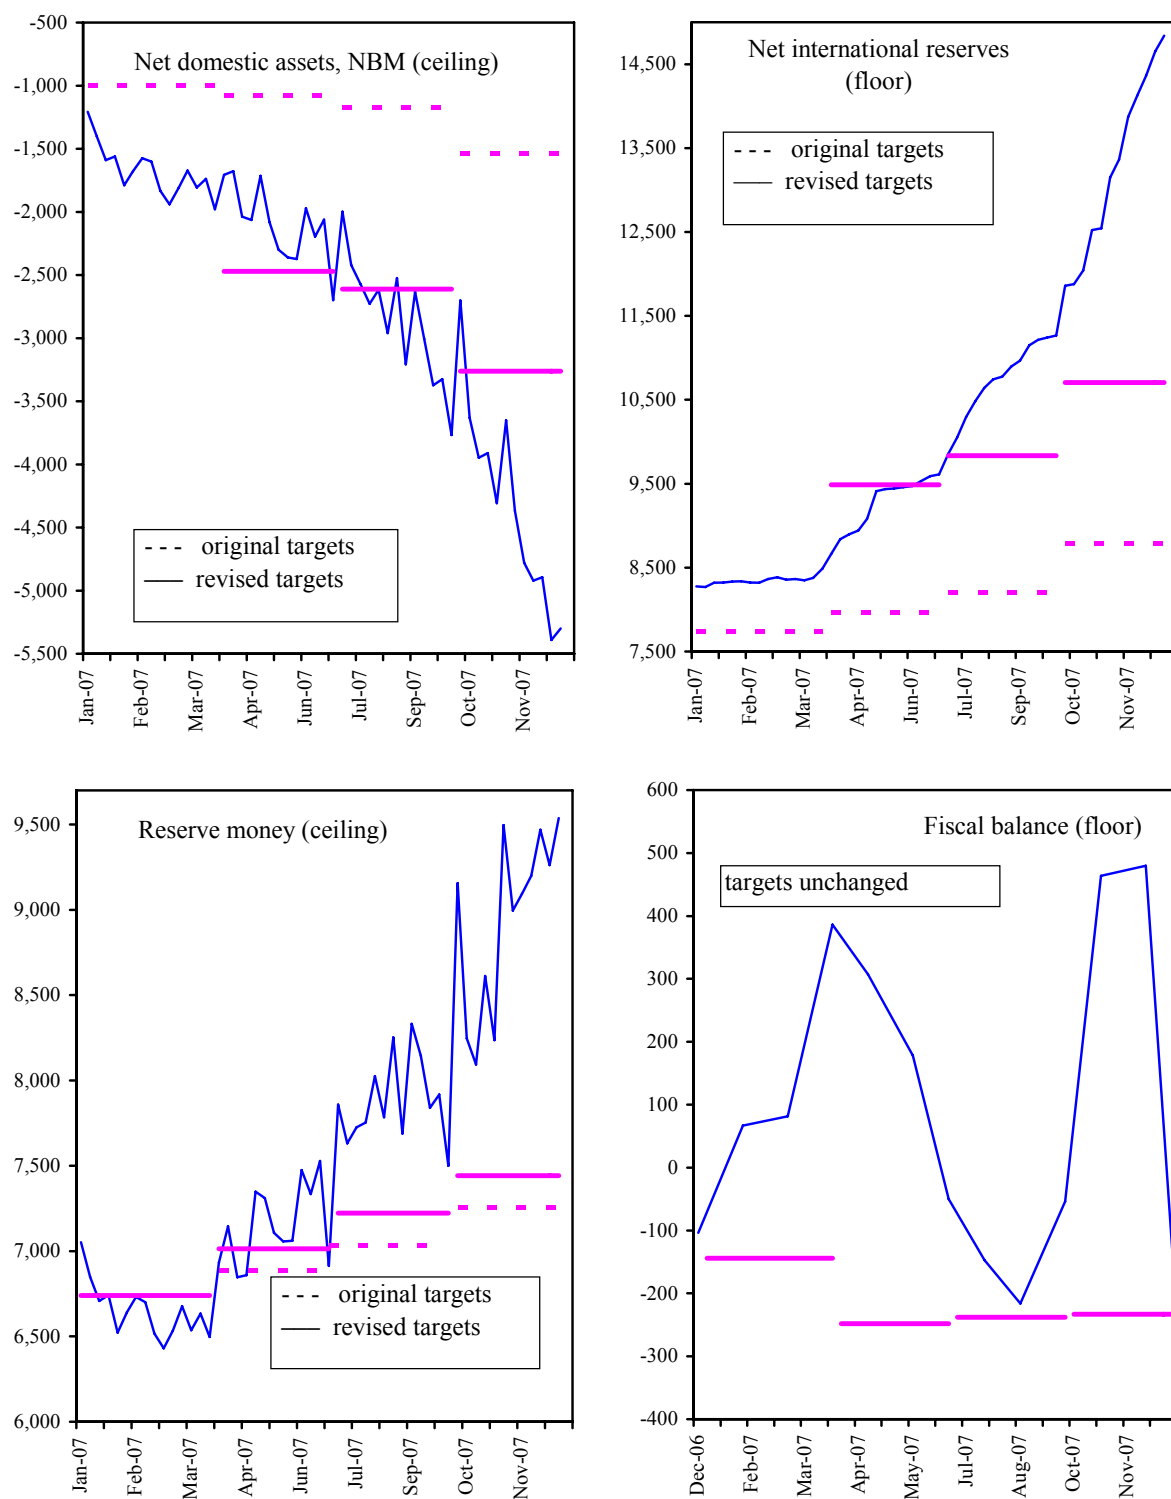 Net domestic assets, NBM (ceiling)
-500
-1,000
-1,500
-2,000
-2,500
-3,000
-3,500
-4,000
-4,500
-5,000
-5,500
original targets
revised targets
Jan-07
Feb-07
Mar-07
Apr-07
Jun-07
Jul-07
Sep-07
Oct-07
Nov-07
Net international reserves
(floor)
14,500
13,500
12,500
11,500
10,500
9,500
8,500
7,500
original targets
revised targets
Jan-07
Feb-07
Mar-07
Apr-07
Jun-07
Jul-07
Sep-07
Oct-07
Nov-07
Reserve money (ceiling)
9,500
9,000
8,500
8,000
7,500
7,000
6,500
6,000
original targets
revised targets
Jan-07
Feb-07
Mar-07
Apr-07
Jun-07
Jul-07
Sep-07
Oct-07
Nov-07
Fiscal balance (floor)
targets unchanged
600
500
400
300
200
100
0
-100
-200
-300
-400
Dec-06
Feb-07
Mar-07
Apr-07
May-07
Jul-07
Aug-07
Oct-07
Nov-07